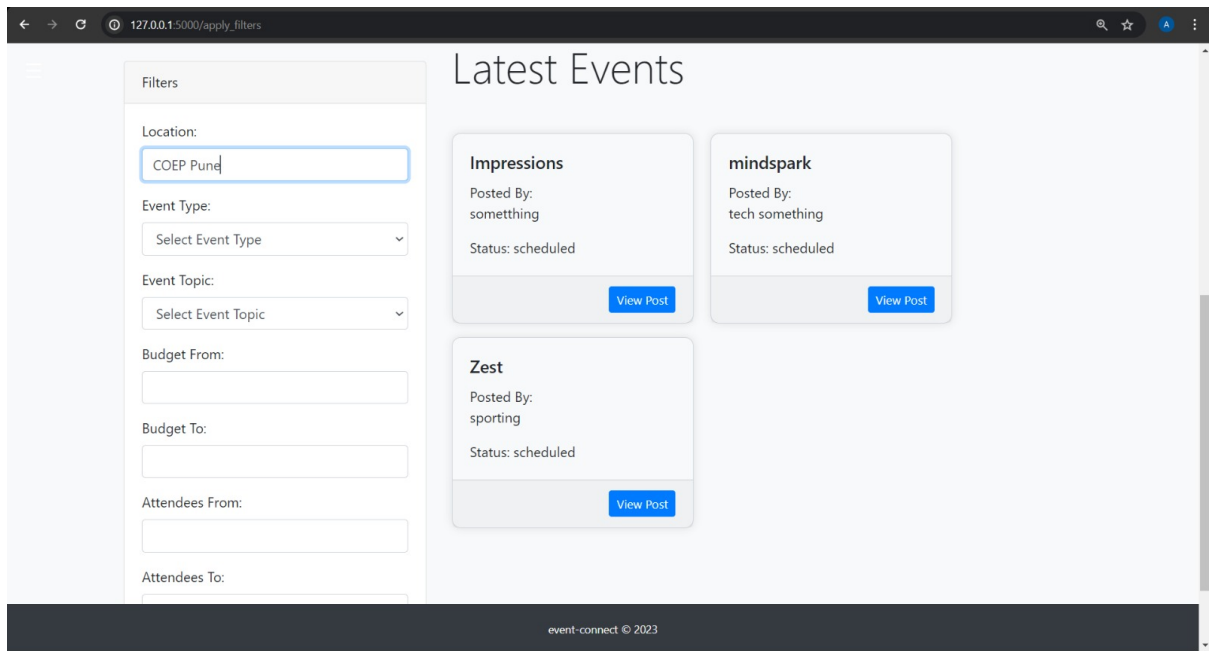 127.0.0.1:5000/apply_filters
A
Filters
Location:
COEP Pune
Event Type:
Select Event Type
Event Topic:
Select Event Topic
Budget From:
Budget To:
Attendees From:
Attendees To:
Latest Events
Impressions
Posted By:
sometthing
Status: scheduled
View Post
mindspark
Posted By:
tech something
Status: scheduled
View Post
Zest
Posted By:
sporting
Status: scheduled
View Post
event-connect © 2023